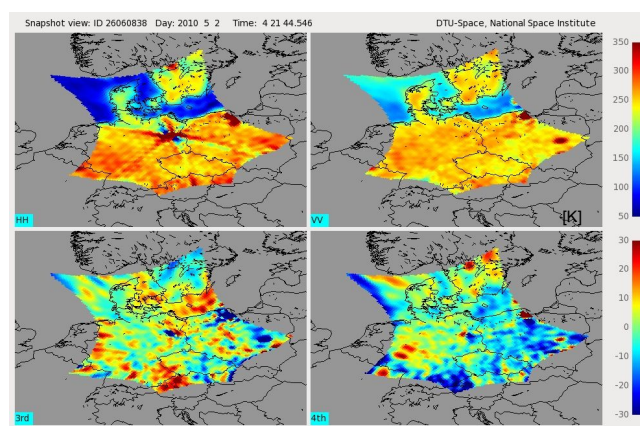 Snapshot view: ID 26060838 Day: 2010 5 2 Time: 4 21 44.546 DTU-Space, National Space Institute
350
300
250
200
150
100
50
HH
VV
[K]
30
20
10
0
-10
-20
-30
3rd
4th